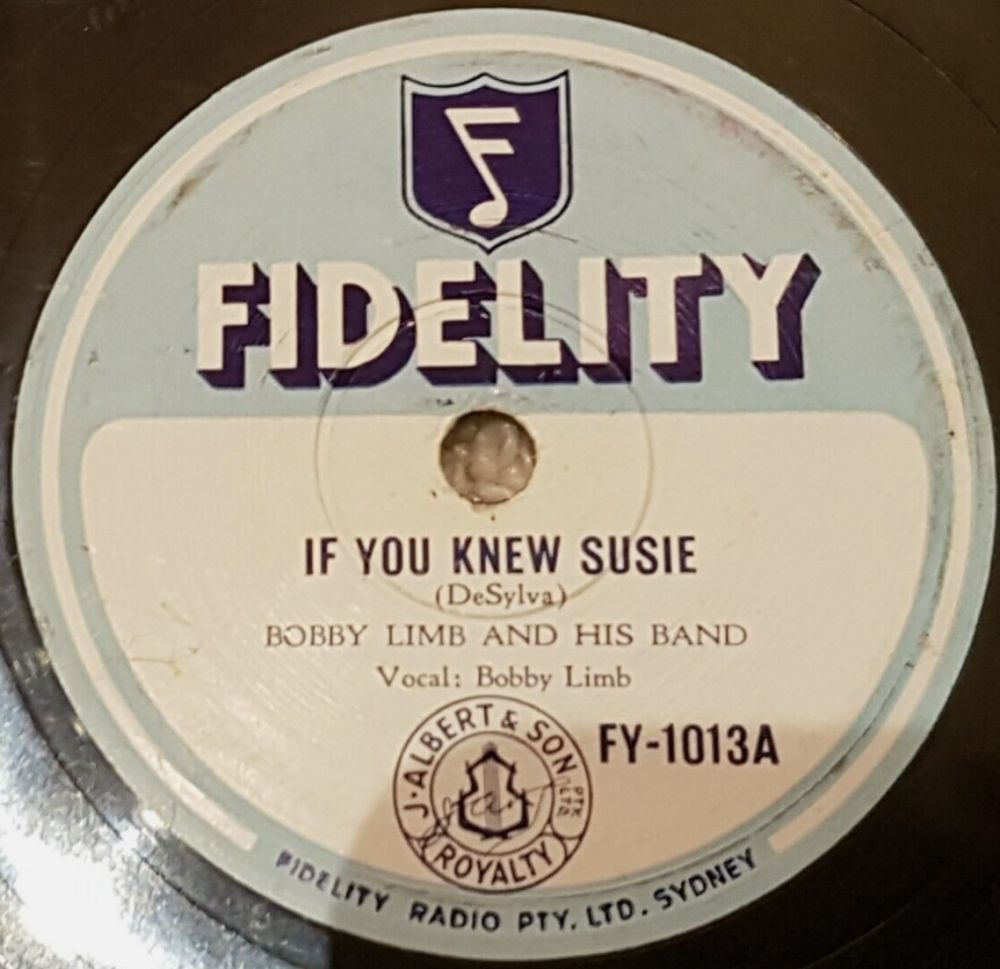 F
FIDELITY
IF YOU KNEW SUSIE
(DeSylva)
BOBBY LIMB AND HIS BAND
Vocal: Bobby Limb
FY-1013A
J. ALBERT & SON PTY LTD
ROYALTY
FIDELITY RADIO PTY. LTD. SYDNEY